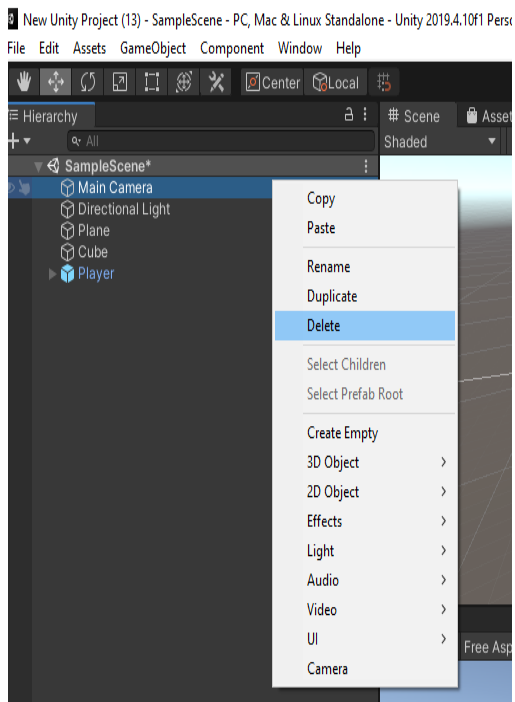 New Unity Project (13) - SampleScene - PC, Mac & Linux Standalone - Unity 2019.4.10f1 Pers
File Edit Assets GameObject Component Window Help
Center Local
Hierarchy
# Scene
Asset
All
Shaded
SampleScene*
Main Camera
Directional Light
Plane
Cube
Player
Copy
Paste
Rename
Duplicate
Delete
Select Children
Select Prefab Root
Create Empty
3D Object
2D Object
Effects
Light
Audio
Video
UI
Camera
Free Asp